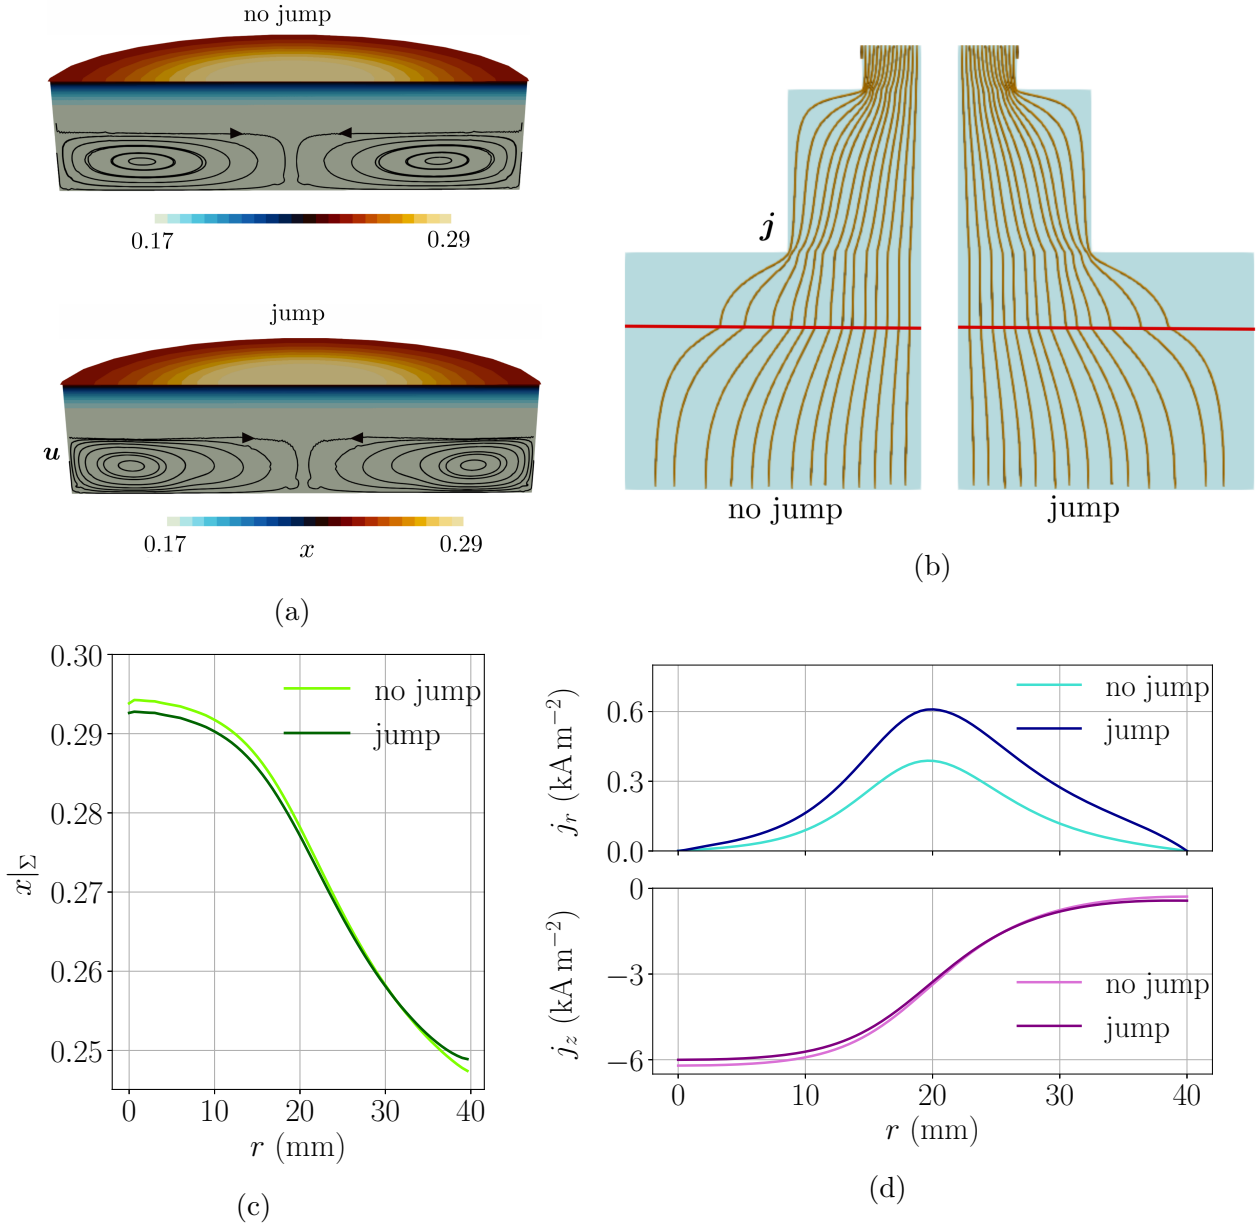 no jump
0.17 0.29
jump
u
0.17 0.29
x
(a)
j
no jump jump
(b)
0.30
0.29
0.28
0.27
0.26
0.25
x|Σ
no jump
jump
0 10 20 30 40
r (mm)
(c)
0.6
0.3
0.0
j_r (kA m⁻²)
no jump
jump
0
−3
−6
j_z (kA m⁻²)
no jump
jump
0 10 20 30 40
r (mm)
(d)